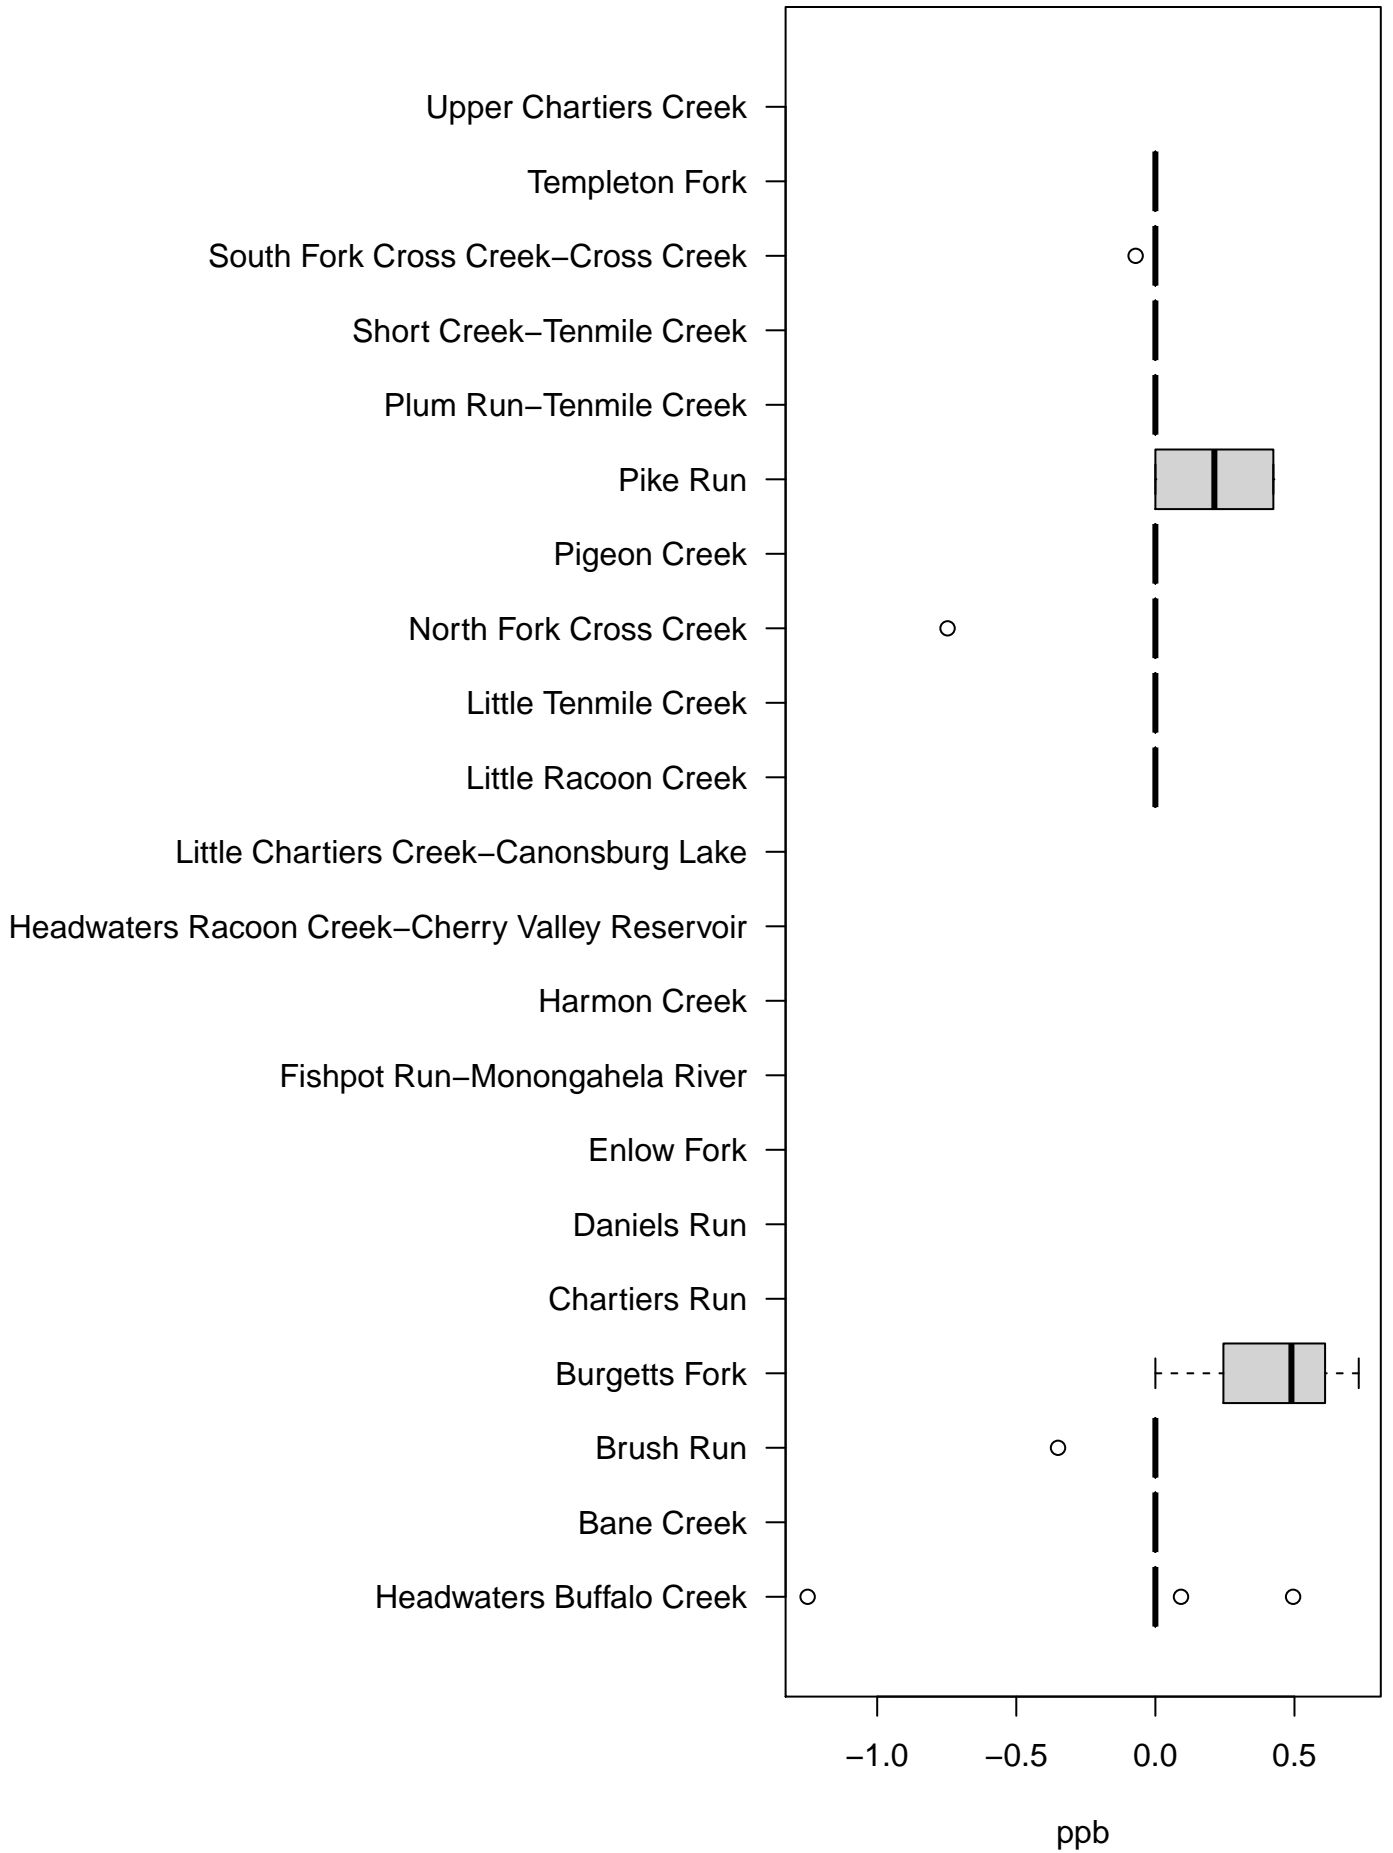 Upper Chartiers Creek
Templeton Fork
South Fork Cross Creek–Cross Creek
Short Creek–Tenmile Creek
Plum Run–Tenmile Creek
Pike Run
Pigeon Creek
North Fork Cross Creek
Little Tenmile Creek
Little Racoon Creek
Little Chartiers Creek–Canonsburg Lake
Headwaters Racoon Creek–Cherry Valley Reservoir
Harmon Creek
Fishpot Run–Monongahela River
Enlow Fork
Daniels Run
Chartiers Run
Burgetts Fork
Brush Run
Bane Creek
Headwaters Buffalo Creek
−1.0 −0.5 0.0 0.5
ppb